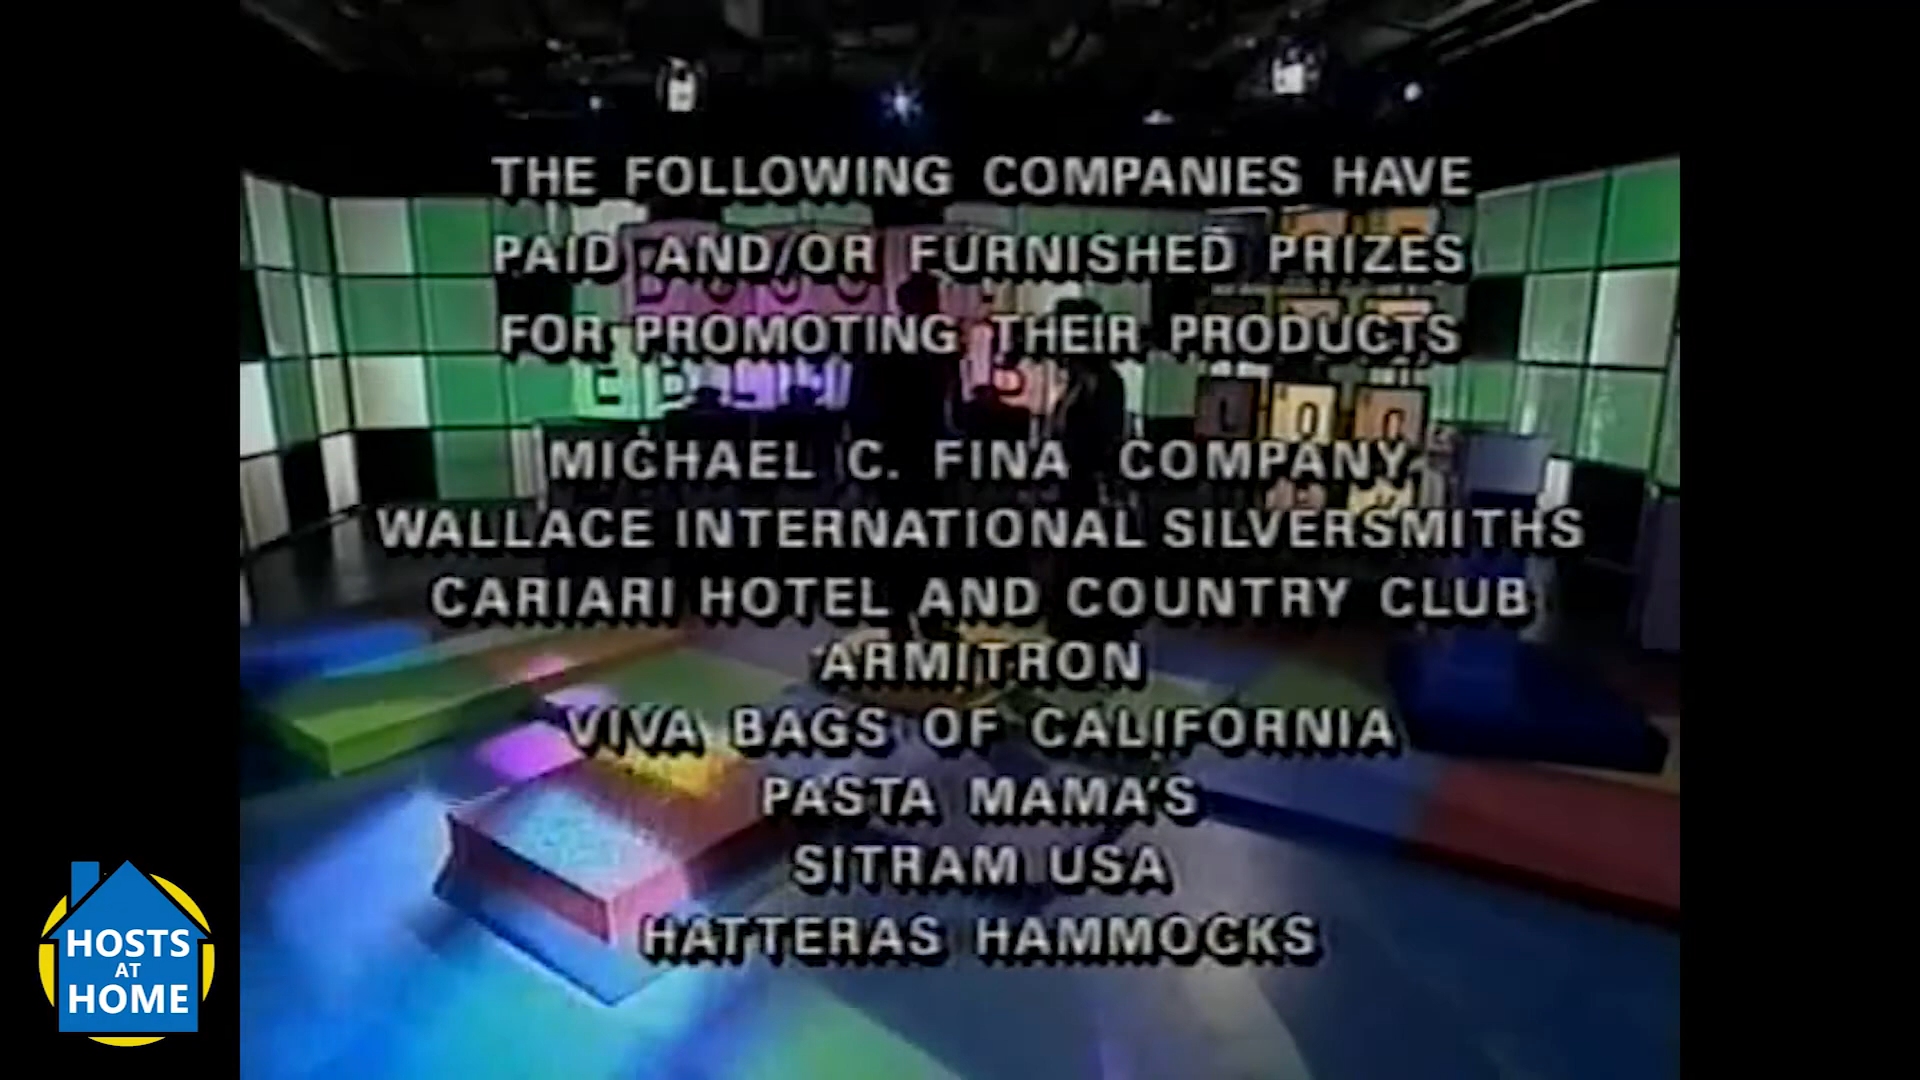 THE FOLLOWING COMPANIES HAVE
PAID AND/OR FURNISHED PRIZES
FOR PROMOTING THEIR PRODUCTS
MICHAEL C. FINA COMPANY
WALLACE INTERNATIONAL SILVERSMITHS
CARIARI HOTEL AND COUNTRY CLUB
ARMITRON
VIVA BAGS OF CALIFORNIA
PASTA MAMA'S
SITRAM USA
HATTERAS HAMMOCKS
HOSTS
AT
HOME